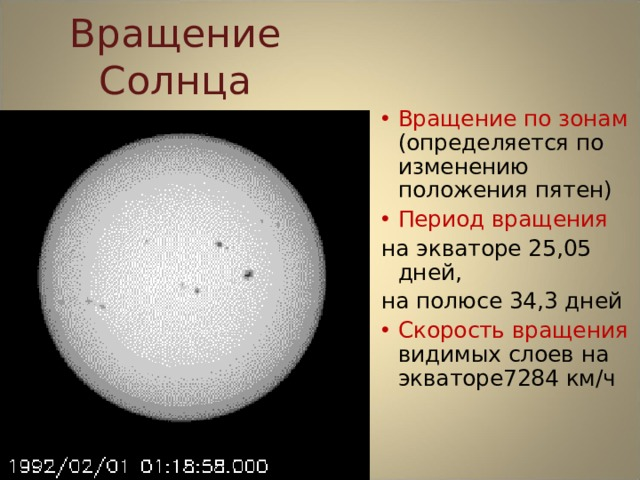 Вращение
Солнца
• Вращение по зонам
(определяется по
изменению
положения пятен)
• Период вращения
на экваторе 25,05
дней,
на полюсе 34,3 дней
• Скорость вращения
видимых слоев на
экваторе7284 км/ч
1992/02/01 01:18:58.000